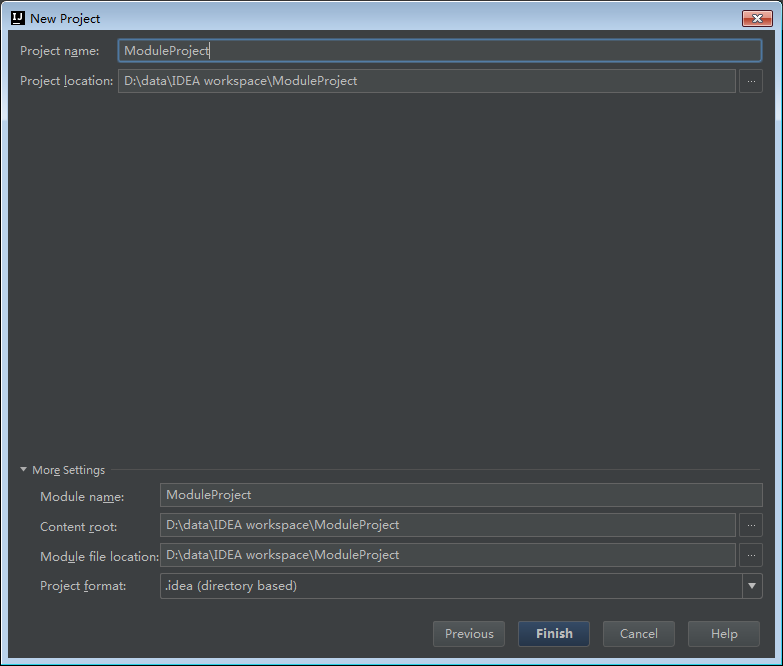 New Project
Project name: ModuleProject
Project location: D:\data\IDEA workspace\ModuleProject ...
More Settings
Module name: ModuleProject
Content root: D:\data\IDEA workspace\ModuleProject ...
Module file location: D:\data\IDEA workspace\ModuleProject ...
Project format: .idea (directory based)
Previous Finish Cancel Help